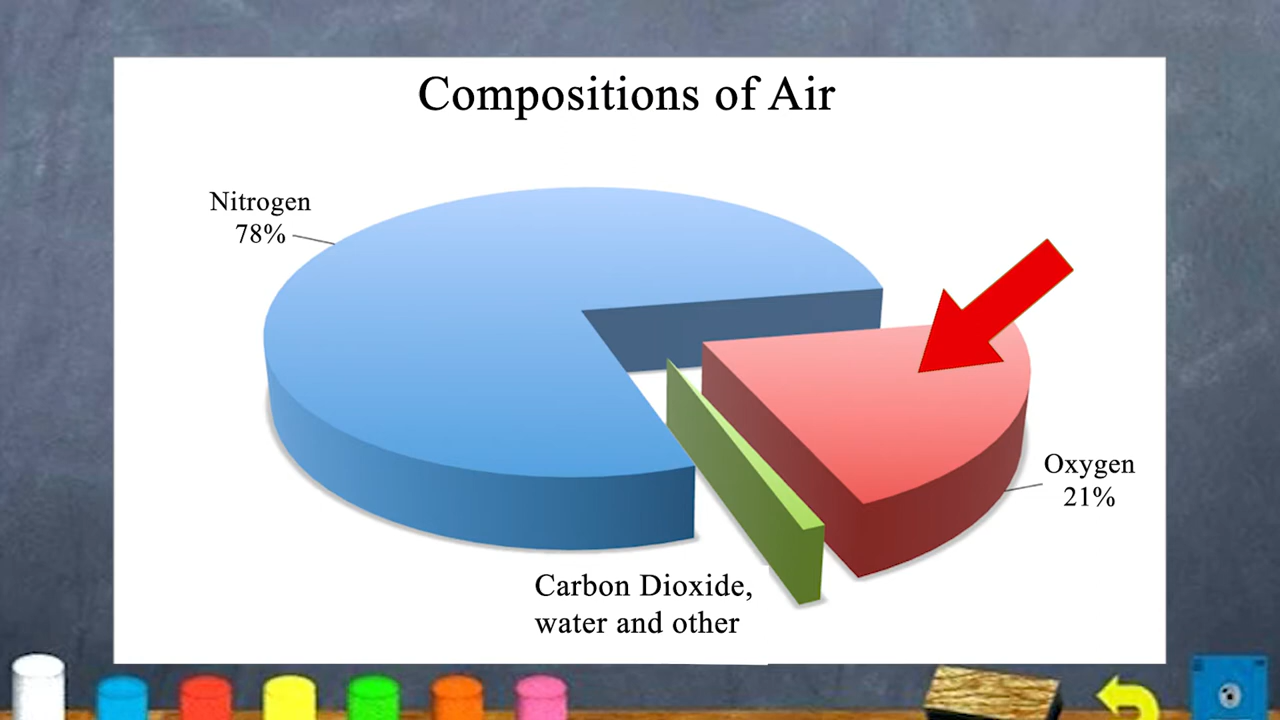 Compositions of Air
Nitrogen
78%
Oxygen
21%
Carbon Dioxide,
water and other